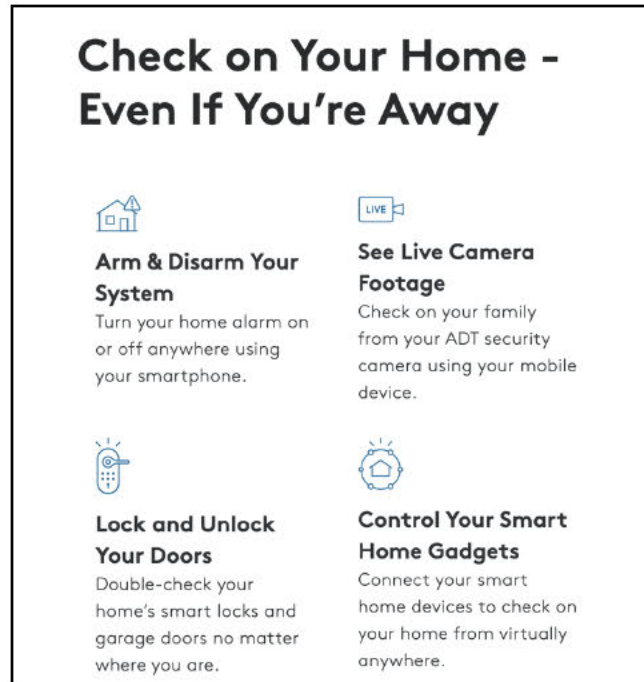 Check on Your Home -
Even If You’re Away
Arm & Disarm Your
System
Turn your home alarm on
or off anywhere using
your smartphone.
LIVE
See Live Camera
Footage
Check on your family
from your ADT security
camera using your mobile
device.
Lock and Unlock
Your Doors
Double-check your
home’s smart locks and
garage doors no matter
where you are.
Control Your Smart
Home Gadgets
Connect your smart
home devices to check on
your home from virtually
anywhere.